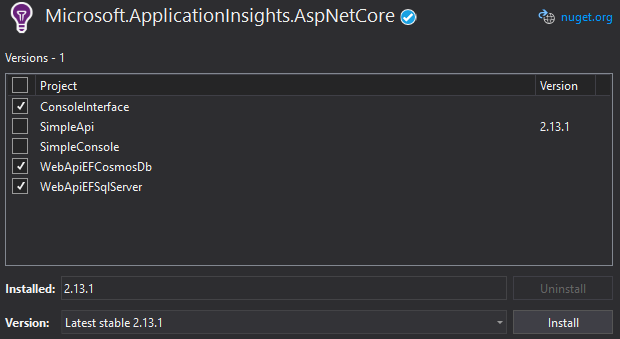 Microsoft.ApplicationInsights.AspNetCore nuget.org
Versions - 1
Project Version
ConsoleInterface
SimpleApi 2.13.1
SimpleConsole
WebApiEFCosmosDb
WebApiEFSqlServer
Installed: 2.13.1 Uninstall
Version: Latest stable 2.13.1 Install